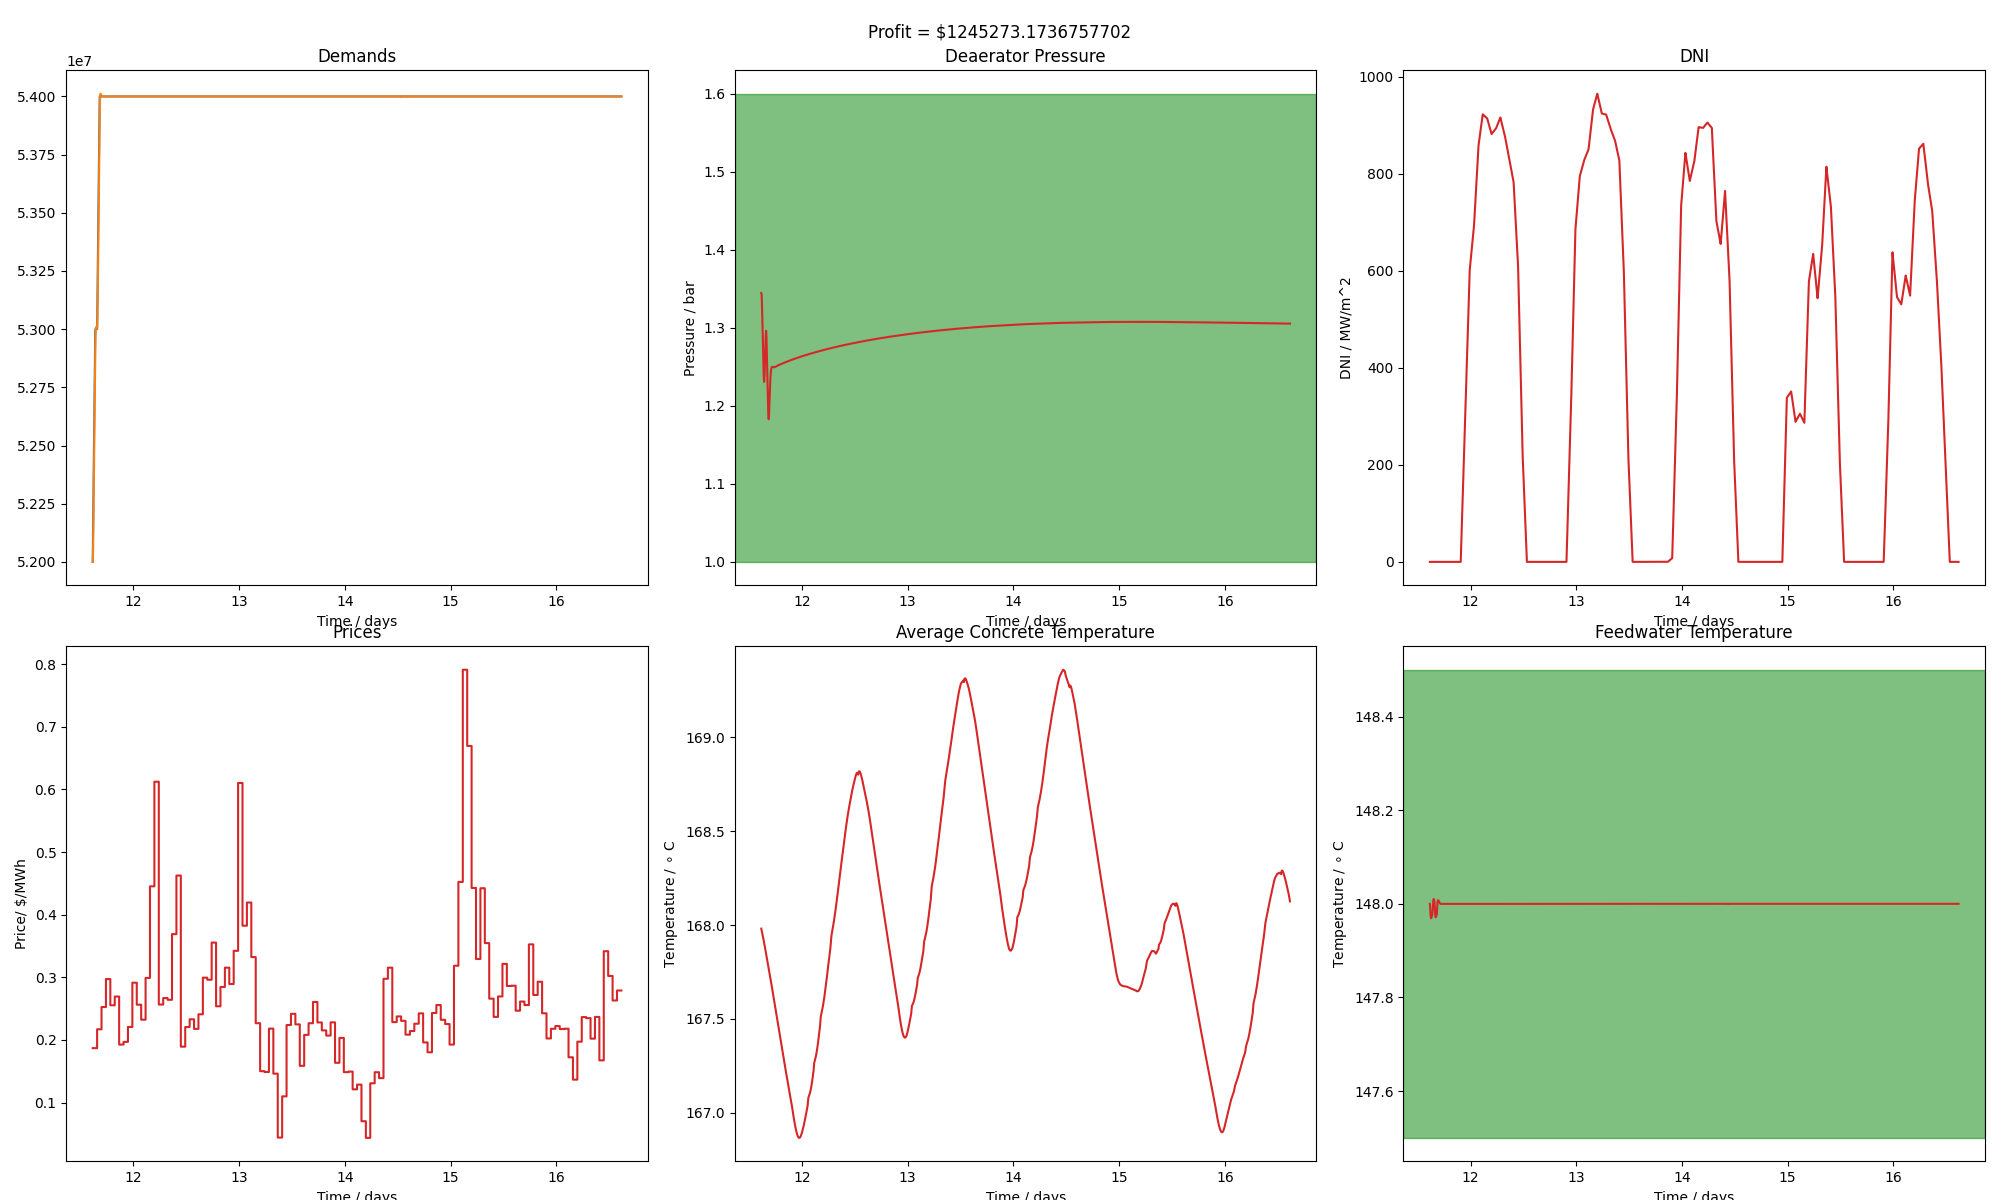 Profit = $1245273.1736757702
Demands
1e7
5.400
5.375
5.350
5.325
5.300
5.275
5.250
5.225
5.200
12 13 14 15 16
Time / days
Deaerator Pressure
Pressure / bar
1.6
1.5
1.4
1.3
1.2
1.1
1.0
12 13 14 15 16
Time / days
DNI
DNI / MW/m^2
1000
800
600
400
200
0
12 13 14 15 16
Time / days
Prices
Price/ $/MWh
0.8
0.7
0.6
0.5
0.4
0.3
0.2
0.1
12 13 14 15 16
Time / days
Average Concrete Temperature
Temperature / ∘ C
169.0
168.5
168.0
167.5
167.0
12 13 14 15 16
Time / days
Feedwater Temperature
Temperature / ∘ C
148.4
148.2
148.0
147.8
147.6
12 13 14 15 16
Time / days